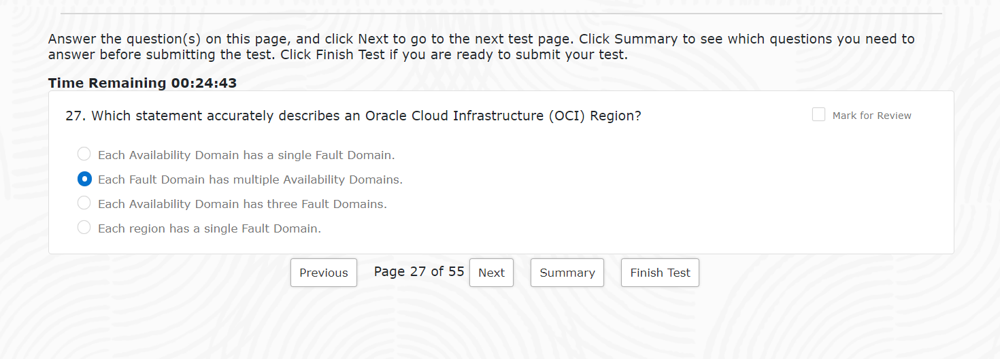 Answer the question(s) on this page, and click Next to go to the next test page. Click Summary to see which questions you need to
answer before submitting the test. Click Finish Test if you are ready to submit your test.
Time Remaining 00:24:43
27. Which statement accurately describes an Oracle Cloud Infrastructure (OCI) Region?
Mark for Review
Each Availability Domain has a single Fault Domain.
Each Fault Domain has multiple Availability Domains.
Each Availability Domain has three Fault Domains.
Each region has a single Fault Domain.
Previous Page 27 of 55 Next Summary Finish Test